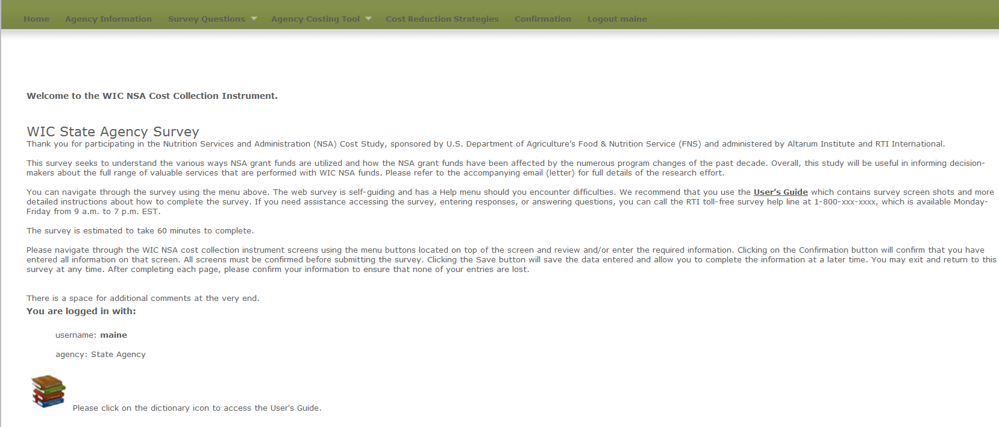 Home Agency Information Survey Questions Agency Costing Tool Cost Reduction Strategies Confirmation Logout maine
Welcome to the WIC NSA Cost Collection Instrument.
WIC State Agency Survey
Thank you for participating in the Nutrition Services and Administration (NSA) Cost Study, sponsored by U.S. Department of Agriculture’s Food & Nutrition Service (FNS) and administered by Altarum Institute and RTI International.
This survey seeks to understand the various ways NSA grant funds are utilized and how the NSA grant funds have been affected by the numerous program changes of the past decade. Overall, this study will be useful in informing decision-
makers about the full range of valuable services that are performed with WIC NSA funds. Please refer to the accompanying email (letter) for full details of the research effort.
You can navigate through the survey using the menu above. The web survey is self-guiding and has a Help menu should you encounter difficulties. We recommend that you use the User’s Guide which contains survey screen shots and more
detailed instructions about how to complete the survey. If you need assistance accessing the survey, entering responses, or answering questions, you can call the RTI toll-free survey help line at 1-800-xxx-xxxx, which is available Monday-
Friday from 9 a.m. to 7 p.m. EST.
The survey is estimated to take 60 minutes to complete.
Please navigate through the WIC NSA cost collection instrument screens using the menu buttons located on top of the screen and review and/or enter the required information. Clicking on the Confirmation button will confirm that you have
entered all information on that screen. All screens must be confirmed before submitting the survey. Clicking the Save button will save the data entered and allow you to complete the information at a later time. You may exit and return to this
survey at any time. After completing each page, please confirm your information to ensure that none of your entries are lost.
There is a space for additional comments at the very end.
You are logged in with:
username: maine
agency: State Agency
Please click on the dictionary icon to access the User's Guide.